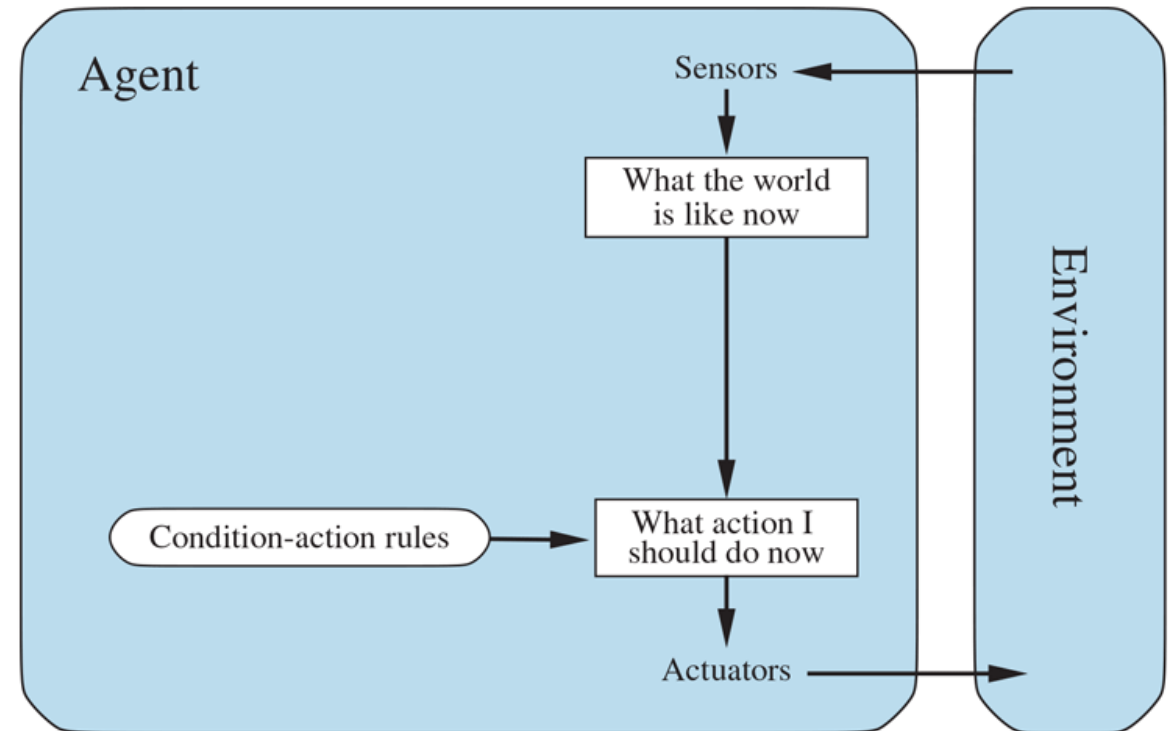 Agent
Sensors
What the world
is like now
Environment
Condition-action rules
What action I
should do now
Actuators